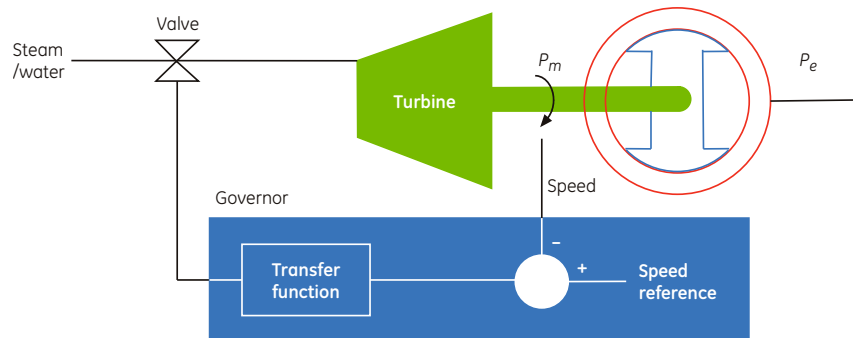 Valve
Steam
/water
Turbine
Pm
Pe
Speed
Governor
Transfer
function
−
+
Speed
reference